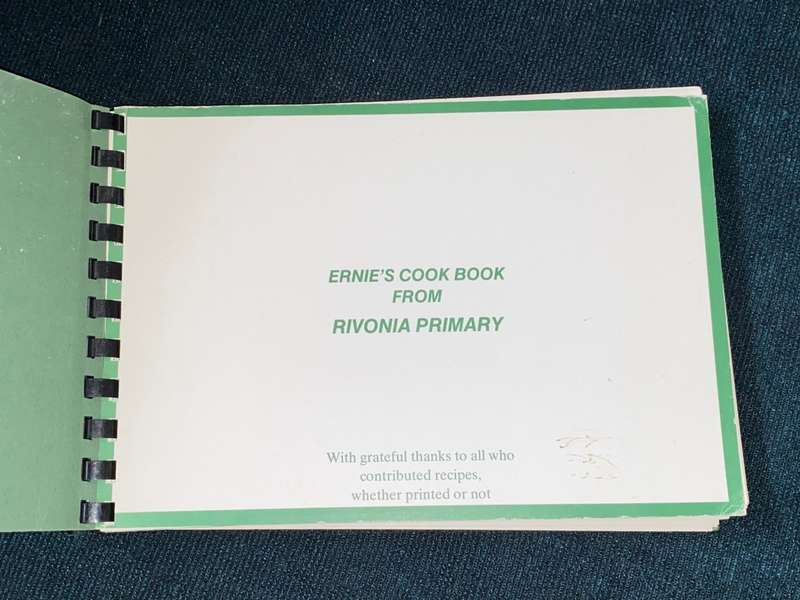 ERNIE'S COOK BOOK
FROM
RIVONIA PRIMARY
With grateful thanks to all who
contributed recipes,
whether printed or not